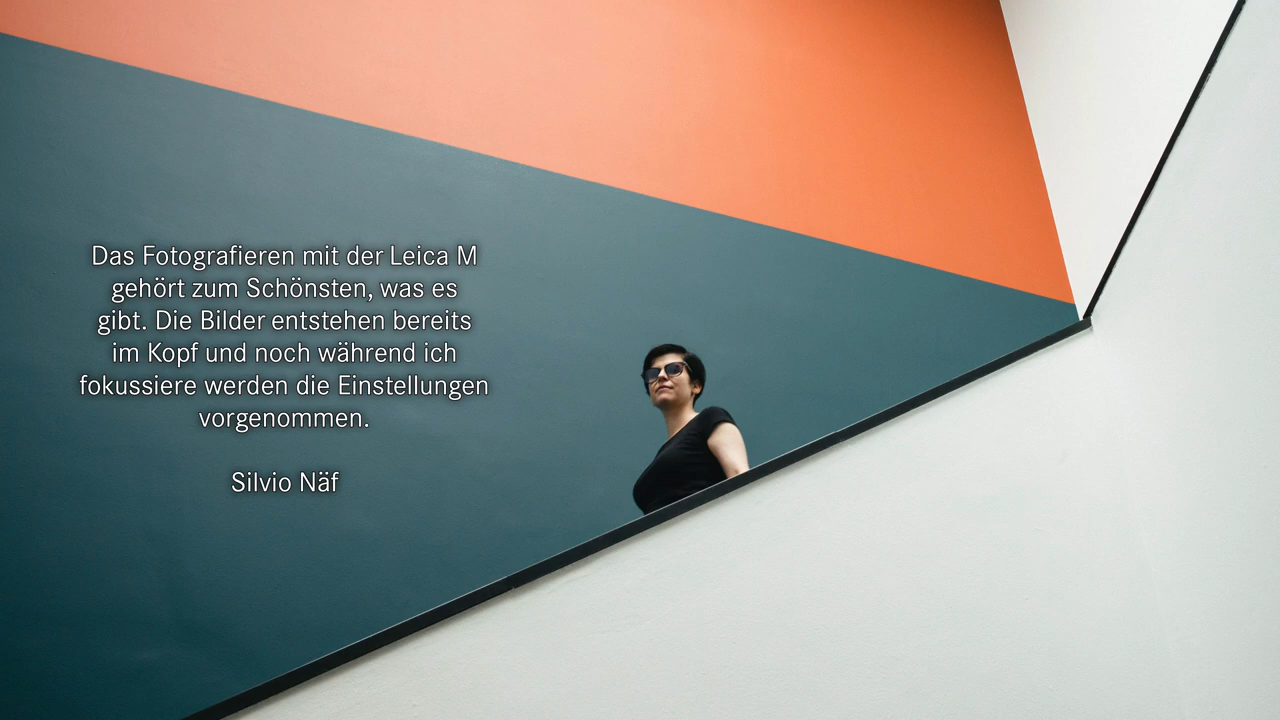 Das Fotografieren mit der Leica M
gehört zum Schönsten, was es
gibt. Die Bilder entstehen bereits
im Kopf und noch während ich
fokussiere werden die Einstellungen
vorgenommen.
Silvio Näf